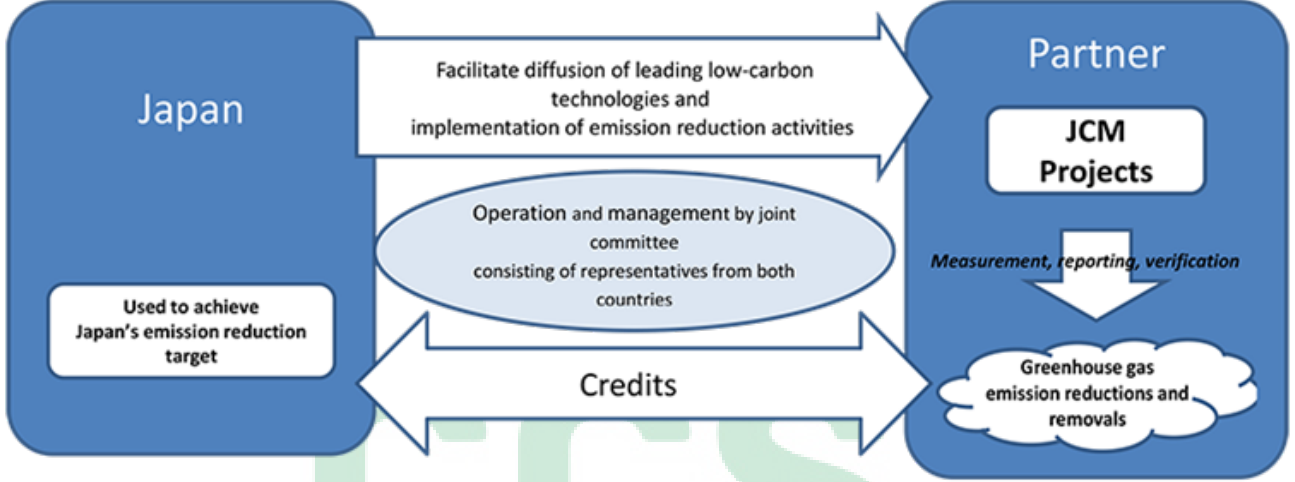 Japan
Used to achieve
Japan's emission reduction
target
Facilitate diffusion of leading low-carbon
technologies and
implementation of emission reduction activities
Operation and management by joint
committee
consisting of representatives from both
countries
Credits
Partner
JCM
Projects
Measurement, reporting, verification
Greenhouse gas
emission reductions and
removals